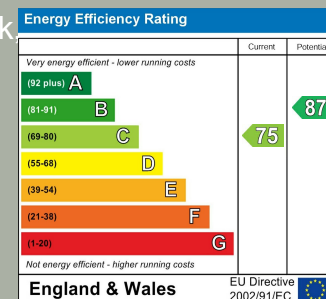 k.
Energy Efficiency Rating
Current Potentia
Very energy efficient - lower running costs
(92 plus) A
(81-91) B 87
(69-80) C 75
(55-68) D
(39-54) E
(21-38) F
(1-20) G
Not energy efficient - higher running costs
England & Wales
EU Directive
2002/91/EC